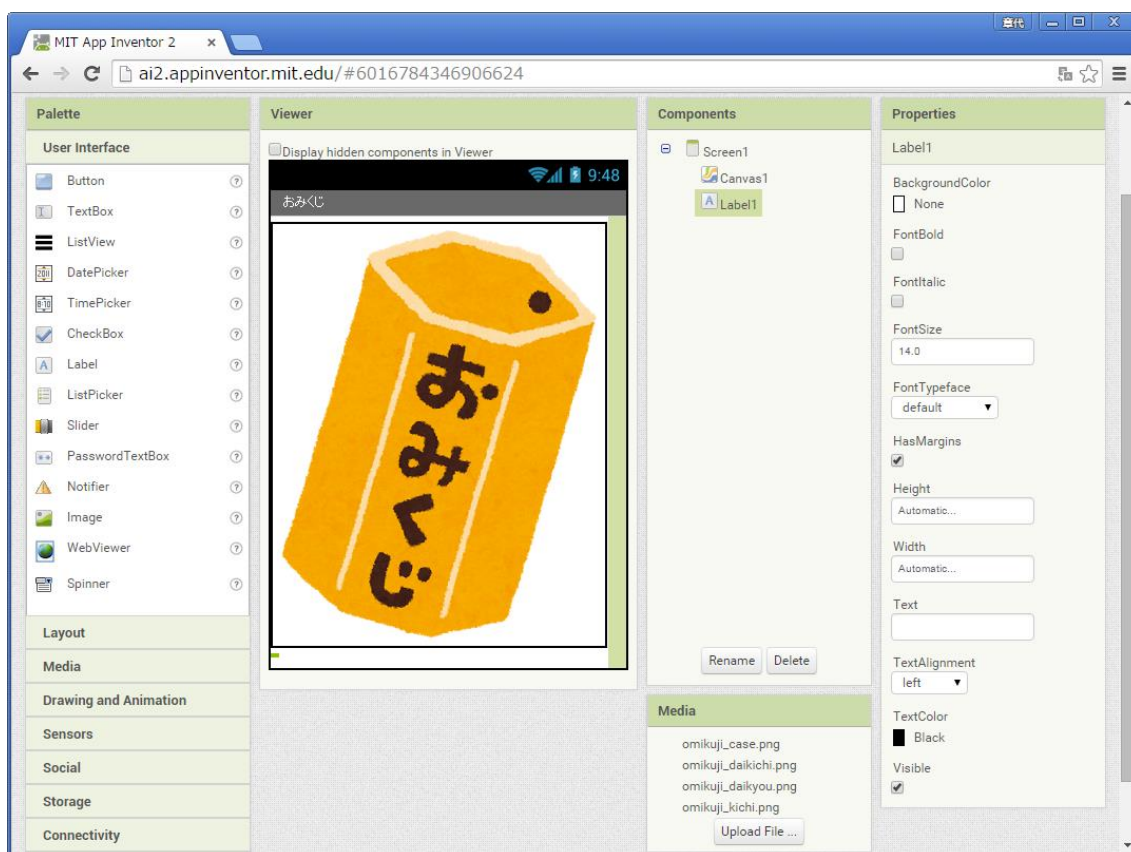 章代
MIT App Inventor 2
ai2.appinventor.mit.edu/#6016784346906624
Palette
User Interface
Button
TextBox
ListView
DatePicker
TimePicker
CheckBox
Label
ListPicker
Slider
PasswordTextBox
Notifier
Image
WebViewer
Spinner
Layout
Media
Drawing and Animation
Sensors
Social
Storage
Connectivity
Viewer
Display hidden components in Viewer
9:48
おみくじ
おみくじ
Components
Screen1
Canvas1
Label1
Rename Delete
Media
omikuji_case.png
omikuji_daikichi.png
omikuji_daikyou.png
omikuji_kichi.png
Upload File ...
Properties
Label1
BackgroundColor
None
FontBold
FontItalic
FontSize
14.0
FontTypeface
default
HasMargins
Height
Automatic...
Width
Automatic...
Text
TextAlignment
left
TextColor
Black
Visible